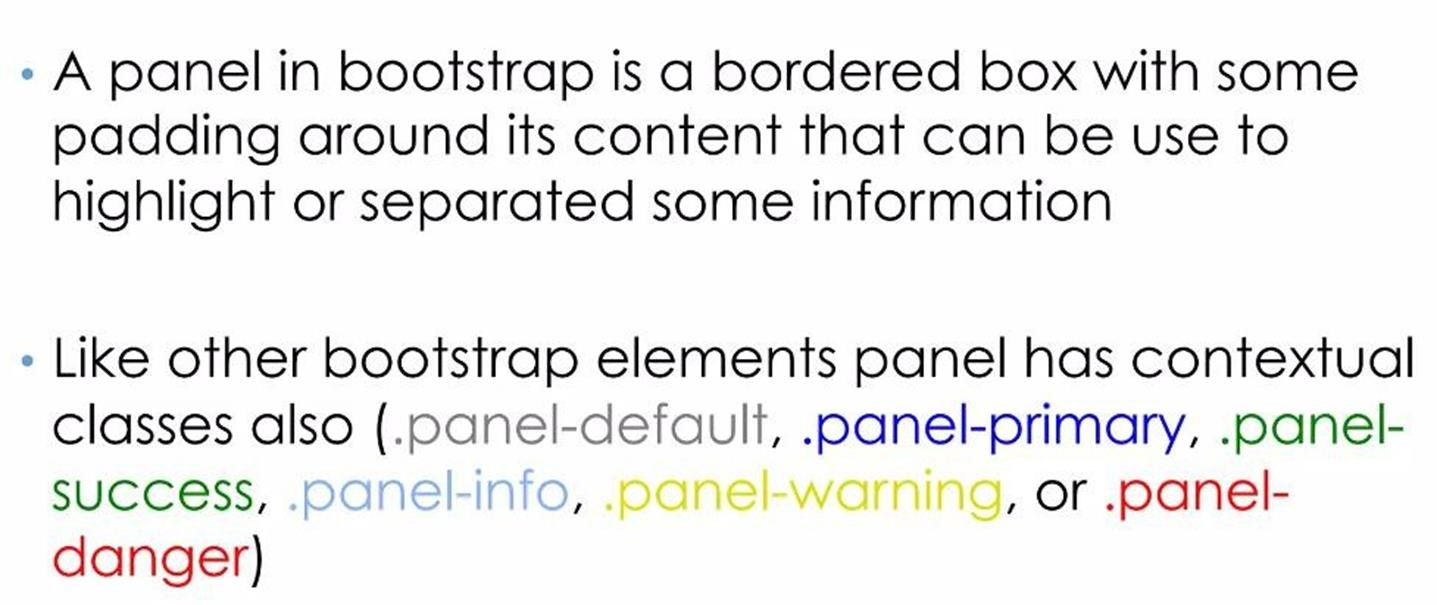 • A panel in bootstrap is a bordered box with some
padding around its content that can be use to
highlight or separated some information
• Like other bootstrap elements panel has contextual
classes also (.panel-default, .panel-primary, .panel-
success, .panel-info, .panel-warning, or .panel-
danger)